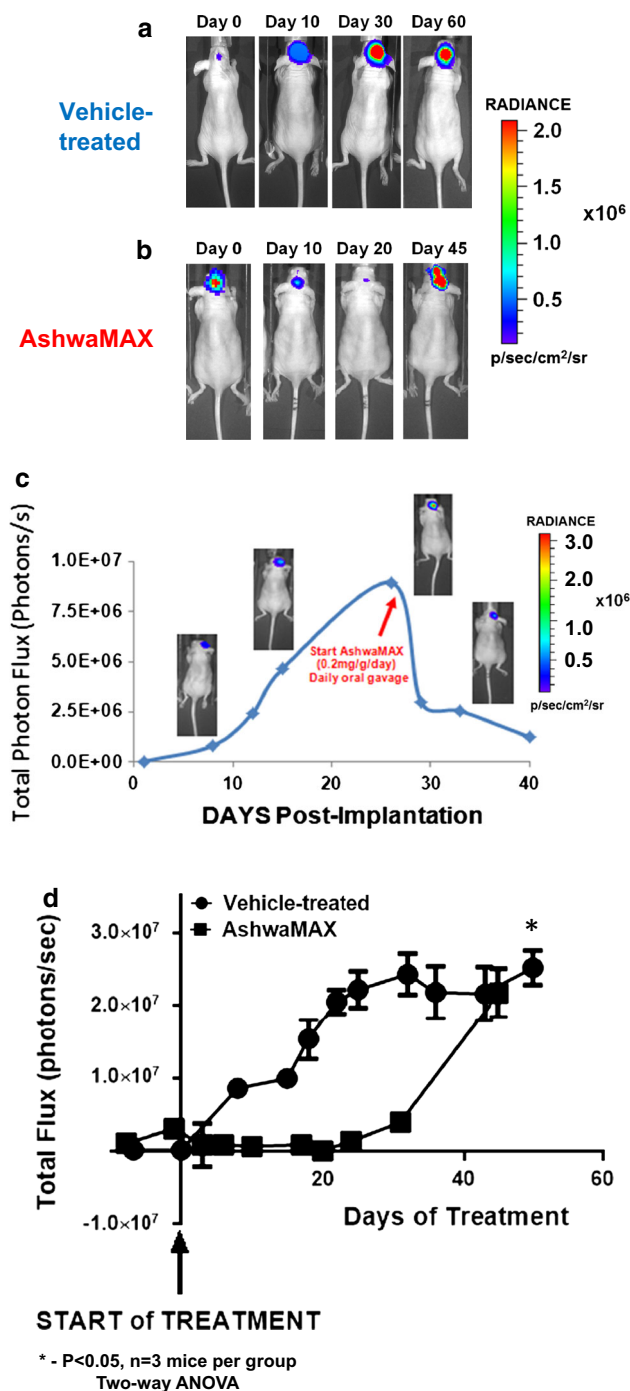 a
Day 0 Day 10 Day 30 Day 60
Vehicle-
treated
RADIANCE
2.0
1.5
1.0
0.5
x10⁶
p/sec/cm²/sr
b
Day 0 Day 10 Day 20 Day 45
AshwaMAX
c
Total Photon Flux (Photons/s)
1.0E+07
7.5E+06
5.0E+06
2.5E+06
0.0E+00
0 10 20 30 40
DAYS Post-Implantation
Start AshwaMAX
(0.2mg/g/day)
Daily oral gavage
RADIANCE
3.0
2.0
1.0
0.5
x10⁶
p/sec/cm²/sr
d
Vehicle-treated
AshwaMAX
*
Total Flux (photons/sec)
3.0×10⁷
2.0×10⁷
1.0×10⁷
-1.0×10⁷
20 40 60
Days of Treatment
START of TREATMENT
* - P<0.05, n=3 mice per group
Two-way ANOVA